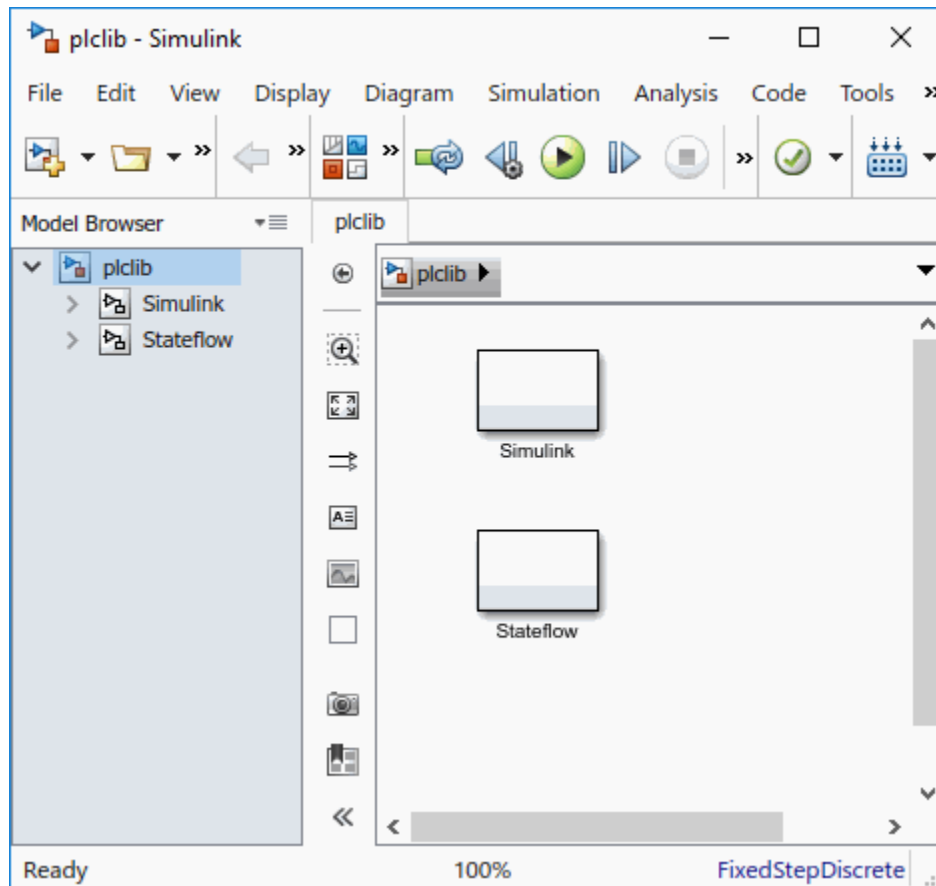 plclib - Simulink
File Edit View Display Diagram Simulation Analysis Code Tools »
Model Browser plclib
plclib
Simulink
Stateflow
plclib
Simulink
Stateflow
Ready 100% FixedStepDiscrete